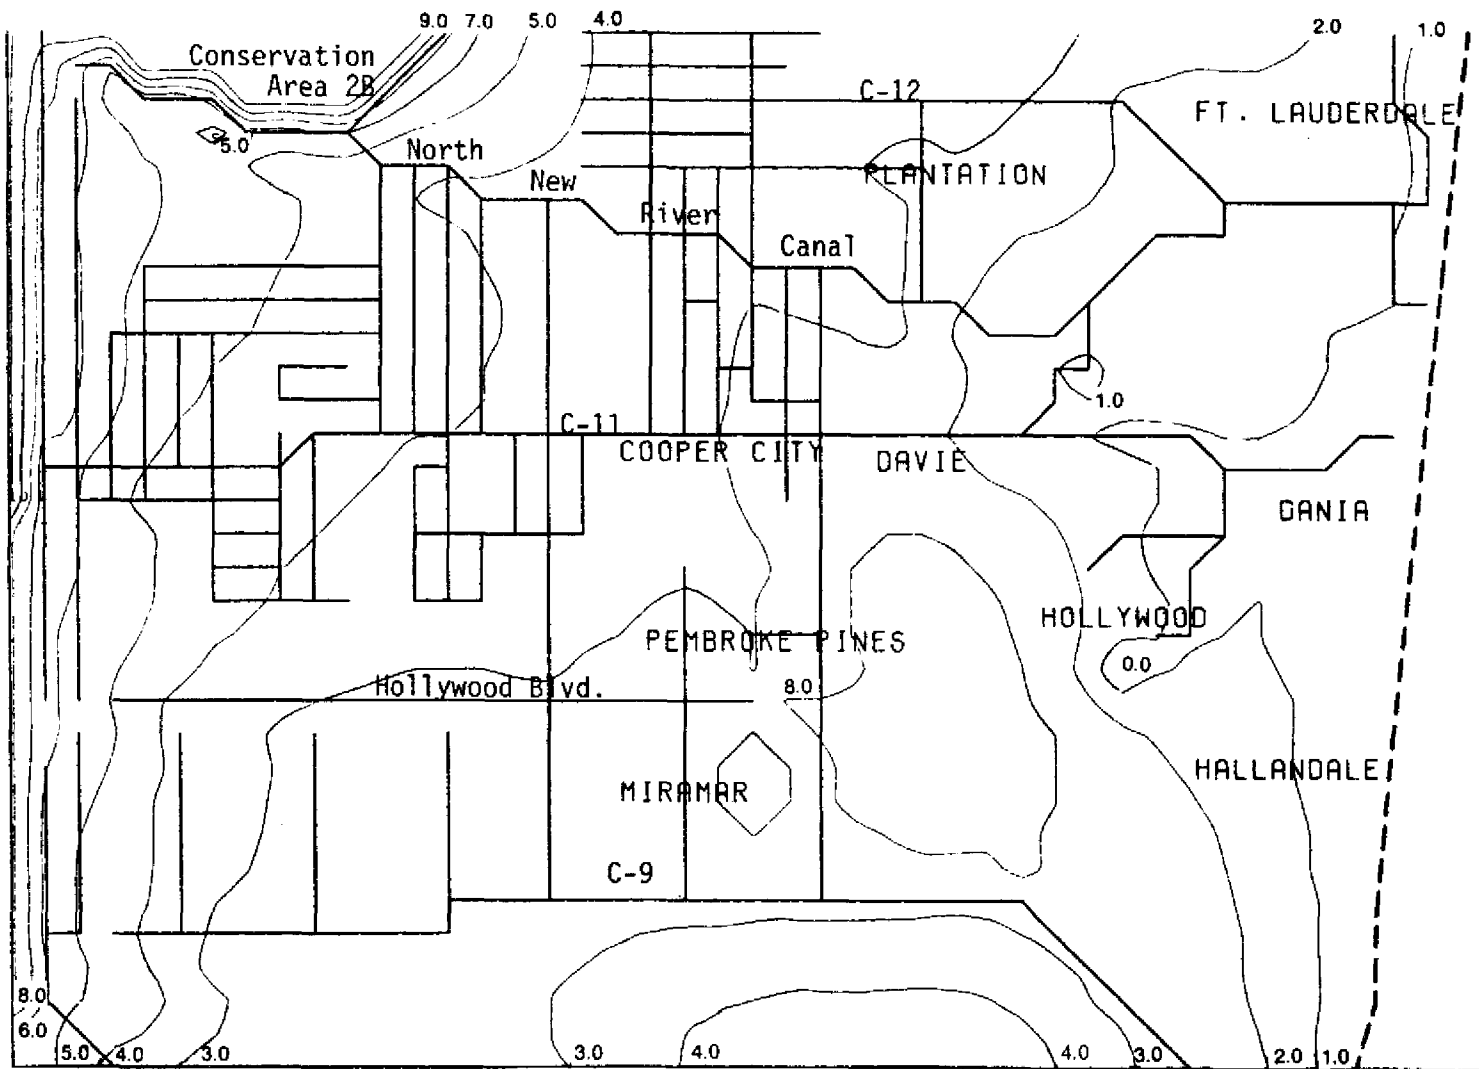 9.0 7.0 5.0 4.0 2.0 1.0
Conservation
Area 2B
C-12
FT. LAUDERDALE
5.0
North
PLANTATION
New
River
Canal
1.0
C-11
COOPER CITY
DAVIE
DANIA
HOLLYWOOD
PEMBROKE PINES
0.0
Hollywood Blvd.
8.0
HALLANDALE
MIRAMAR
C-9
8.0
6.0
5.0 4.0 3.0 3.0 4.0 4.0 3.0 2.0 1.0